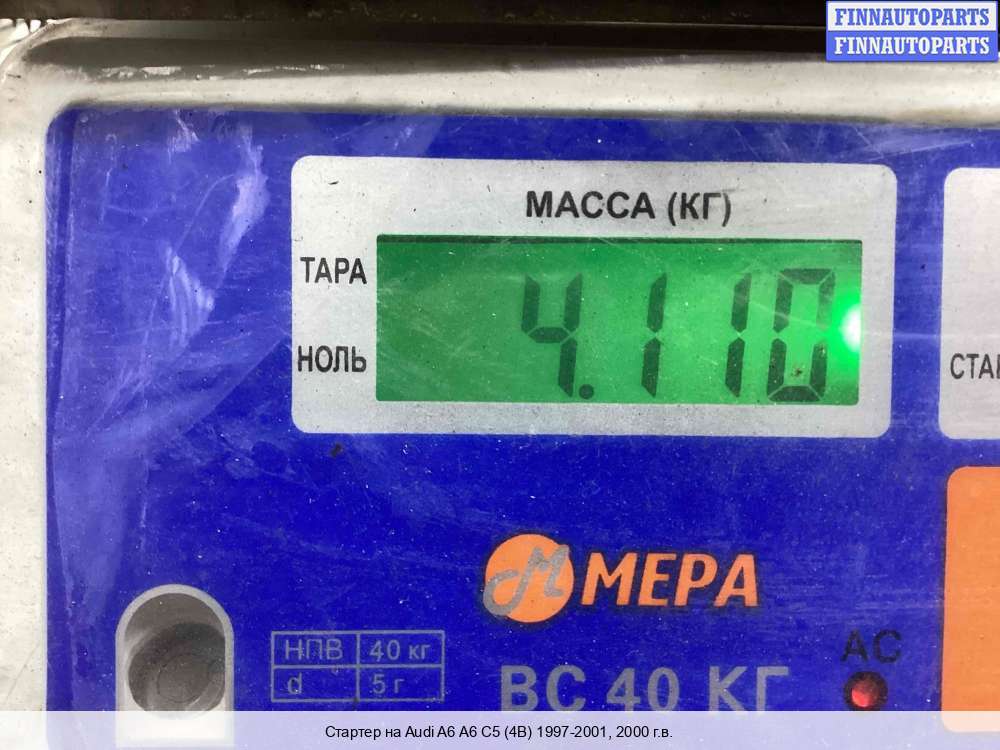 FINNAUTOPARTS
FINNAUTOPARTS
МАССА (КГ)
ТАРА
4.110
НОЛЬ
МЕРА
НПВ 40 кг
d 5 г
ВС 40 КГ
AC
Стартер на Audi A6 A6 C5 (4B) 1997-2001, 2000 г.в.